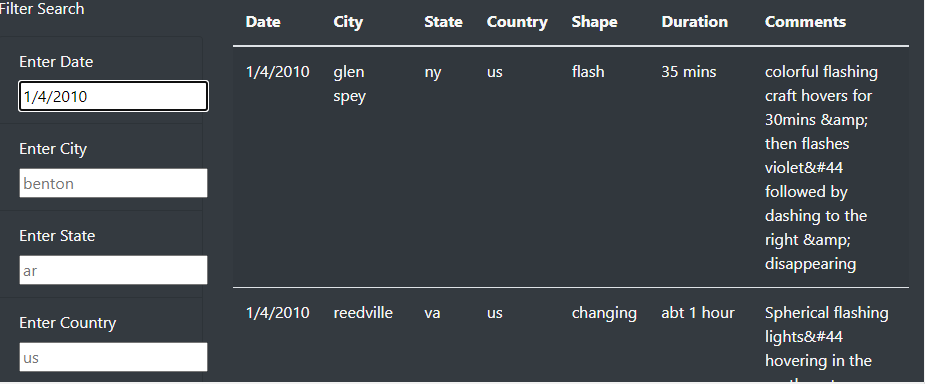 Filter Search
Enter Date
1/4/2010
Enter City
benton
Enter State
ar
Enter Country
us
Date City State Country Shape Duration Comments
1/4/2010 glen ny us flash 35 mins colorful flashing
spey craft hovers for
30mins &amp;
then flashes
violet&#44
followed by
dashing to the
right &amp;
disappearing
1/4/2010 reedville va us changing abt 1 hour Spherical flashing
lights&#44
hovering in the